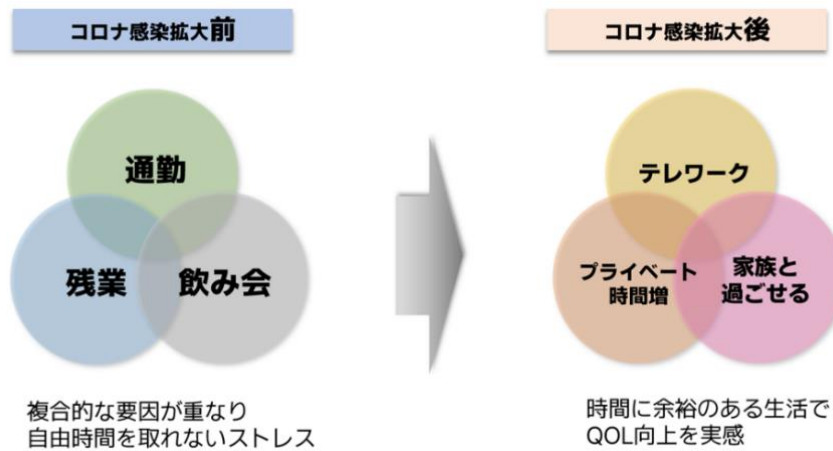 コロナ感染拡大前
通勤
残業
飲み会
複合的な要因が重なり
自由時間を取れないストレス
コロナ感染拡大後
テレワーク
プライベート
時間増
家族と
過ごせる
時間に余裕のある生活で
QOL向上を実感